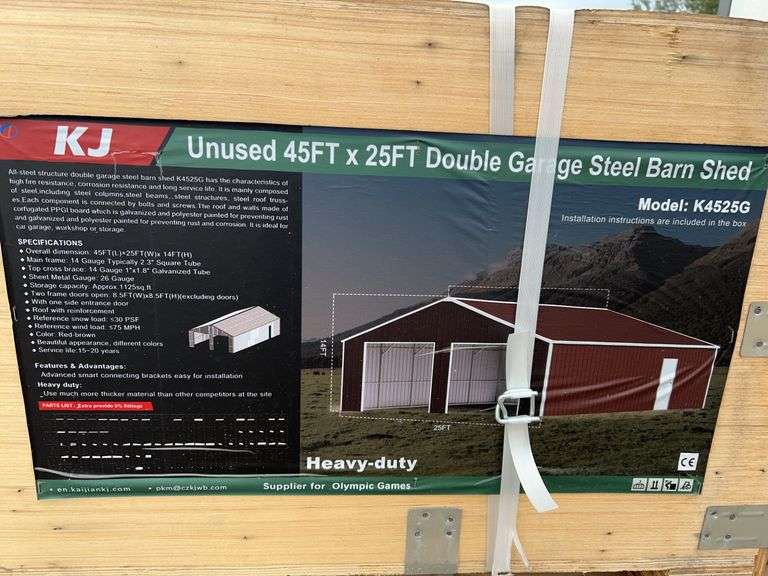 KJ
Unused 45FT x 25FT Double Garage Steel Barn Shed
Model: K4525G
Installation instructions are included in the box
All-steel structure double garage steel barn shed K4525G has the characteristics of
high fire resistance, corrosion resistance and long service life. It is mainly composed
of steel,including steel colpmns,steel beams, steel structures, steel roof truss-
es.Each component is connected by bolts and screws.The roof and walls made of
corfugated PPGI board which is galvanized and polyester painted for preventing rust
and galvanized and polyester painted for preventing rust and corrosion. It is ideal for
car garage, workshop or storage.
SPECIFICATIONS
◆ Overall dimension: 45FT(L)*25FT(W)x 14FT(H)
◆ Main frame: 14 Gauge Typically 2 3" Square Tube
◆ Top cross brace: 14 Gauge 1"x1.8" Galvanized Tube
◆ Sheet Metal Gauge: 26 Gauge
◆ Storage capacity: Approx.1125sq.ft
◆ Two frame doors open: 8.5FT(W)x8.5FT(H)(excluding doors)
◆ With one side entrance door
◆ Roof with reinforcement
◆ Reference snow load: ≤30 PSF
◆ Reference wind load: ≤75 MPH
◆ Color: Red-brown
◆ Beautiful appearance, different colors
◆ Service life:15-20 years
Features & Advantages:
Advanced smart connecting brackets easy for installation
Heavy duty:
Use much more thicker material than other competitors at the site
PARTS LIST: Extra provide 5% fittings
14FT
25FT
Heavy-duty
CE
• en.kaijiankj.com • pkm@czkjwb.com Supplier for Olympic Games